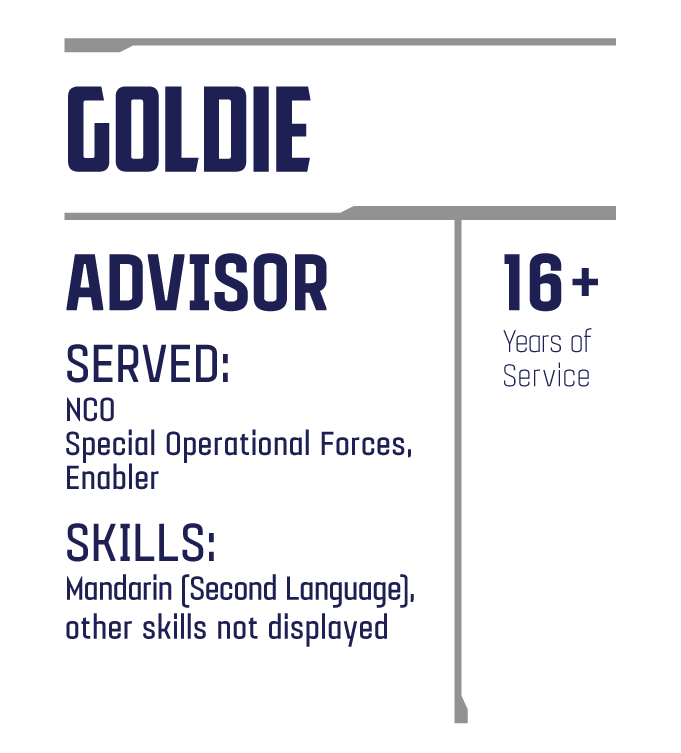 GOLDIE
ADVISOR
SERVED:
NCO
Special Operational Forces,
Enabler
SKILLS:
Mandarin (Second Language),
other skills not displayed
16+
Years of
Service